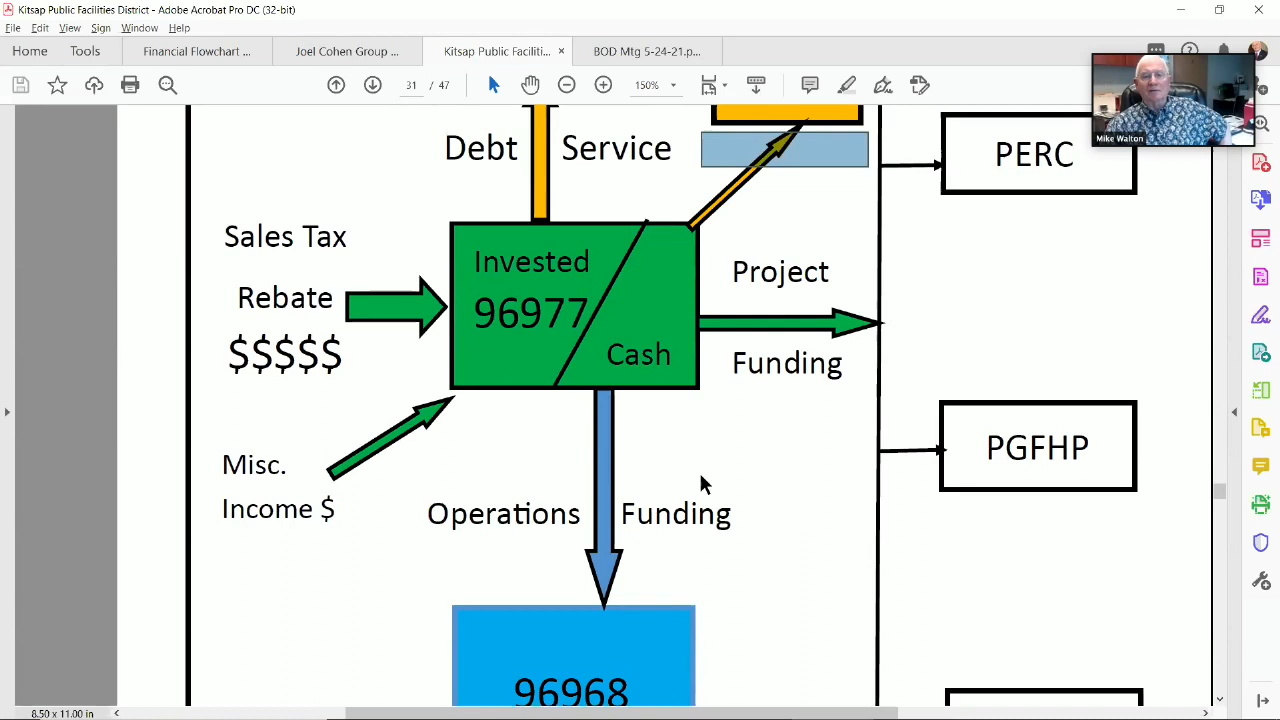 Kitsap Public Facilities District - Adobe Acrobat Pro DC (32-bit)
File Edit View Sign Window Help
Home Tools Financial Flowchart ... Joel Cohen Group ... Kitsap Public Faciliti... × BOD Mtg 5-24-21.p...
31 / 47 150%
Mike Walton
Debt Service
PERC
Sales Tax
Rebate
$$$$$
Invested
96977
Cash
Project
Funding
Misc.
Income $
PGFHP
Operations Funding
96968
8.50 x 11.00 in